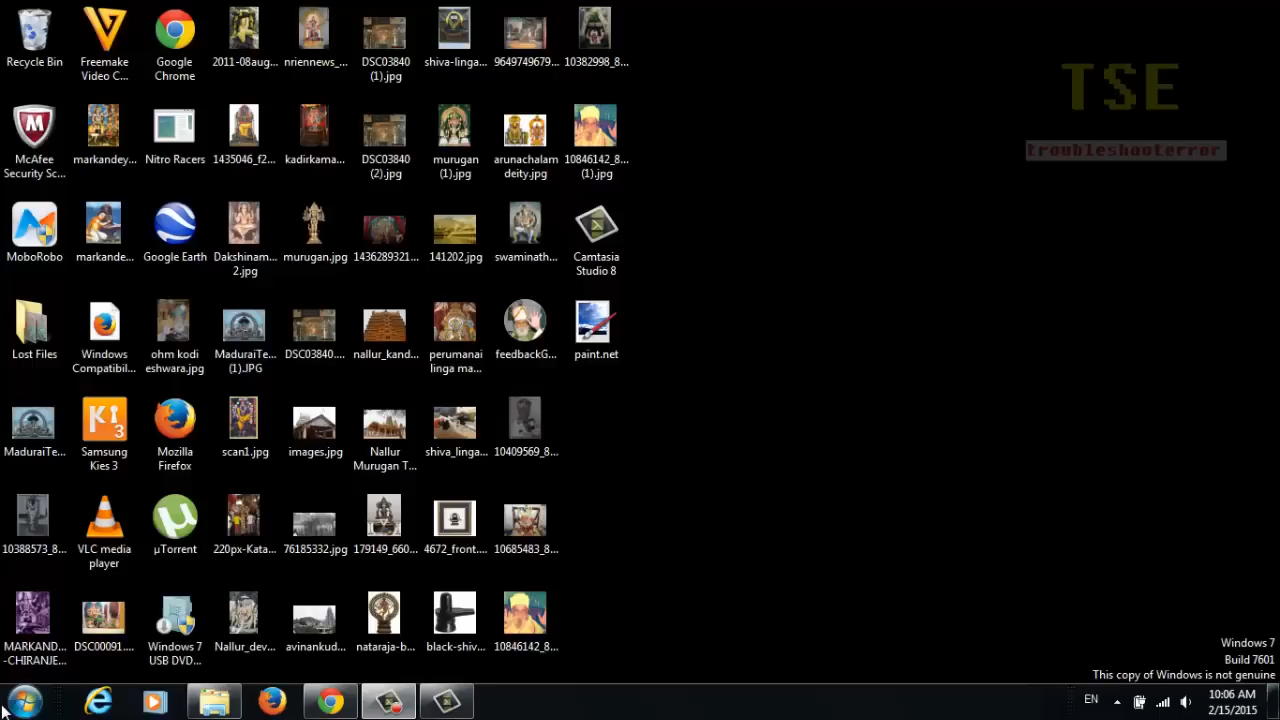 Recycle Bin
Freemake
Video C...
Google
Chrome
2011-08aug...
nriennews_...
DSC03840
(1).jpg
shiva-linga...
9649749679...
10382998_8...
TSE
troubleshooterror
McAfee
Security Sc...
markandey...
Nitro Racers
1435046_f2...
kadirkama...
DSC03840
(2).jpg
murugan
(1).jpg
arunachalam
deity.jpg
10846142_8...
(1).jpg
MoboRobo
markande...
Google Earth
Dakshinam...
2.jpg
murugan.jpg
1436289321...
141202.jpg
swaminath...
Camtasia
Studio 8
Lost Files
Windows
Compatibil...
ohm kodi
eshwara.jpg
MaduraiTe...
(1).JPG
DSC03840....
nallur_kand...
perumanai
linga ma...
feedbackG...
paint.net
MaduraiTe...
Samsung
Kies 3
Mozilla
Firefox
scan1.jpg
images.jpg
Nallur
Murugan T...
shiva_linga...
10409569_8...
10388573_8...
VLC media
player
µTorrent
220px-Kata...
76185332.jpg
179149_660...
4672_front....
10685483_8...
MARKAND...
-CHIRANJE...
DSC00091....
Windows 7
USB DVD...
Nallur_dev...
avinankud...
nataraja-b...
black-shiv...
10846142_8...
Windows 7
Build 7601
This copy of Windows is not genuine
EN
10:06 AM
2/15/2015